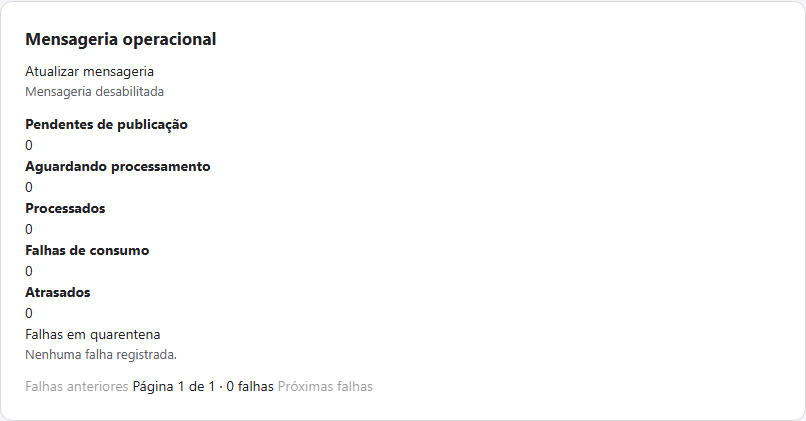 Mensageria operacional
Atualizar mensageria
Mensageria desabilitada
Pendentes de publicação
0
Aguardando processamento
0
Processados
0
Falhas de consumo
0
Atrasados
0
Falhas em quarentena
Nenhuma falha registrada.
Falhas anteriores Página 1 de 1 · 0 falhas Próximas falhas